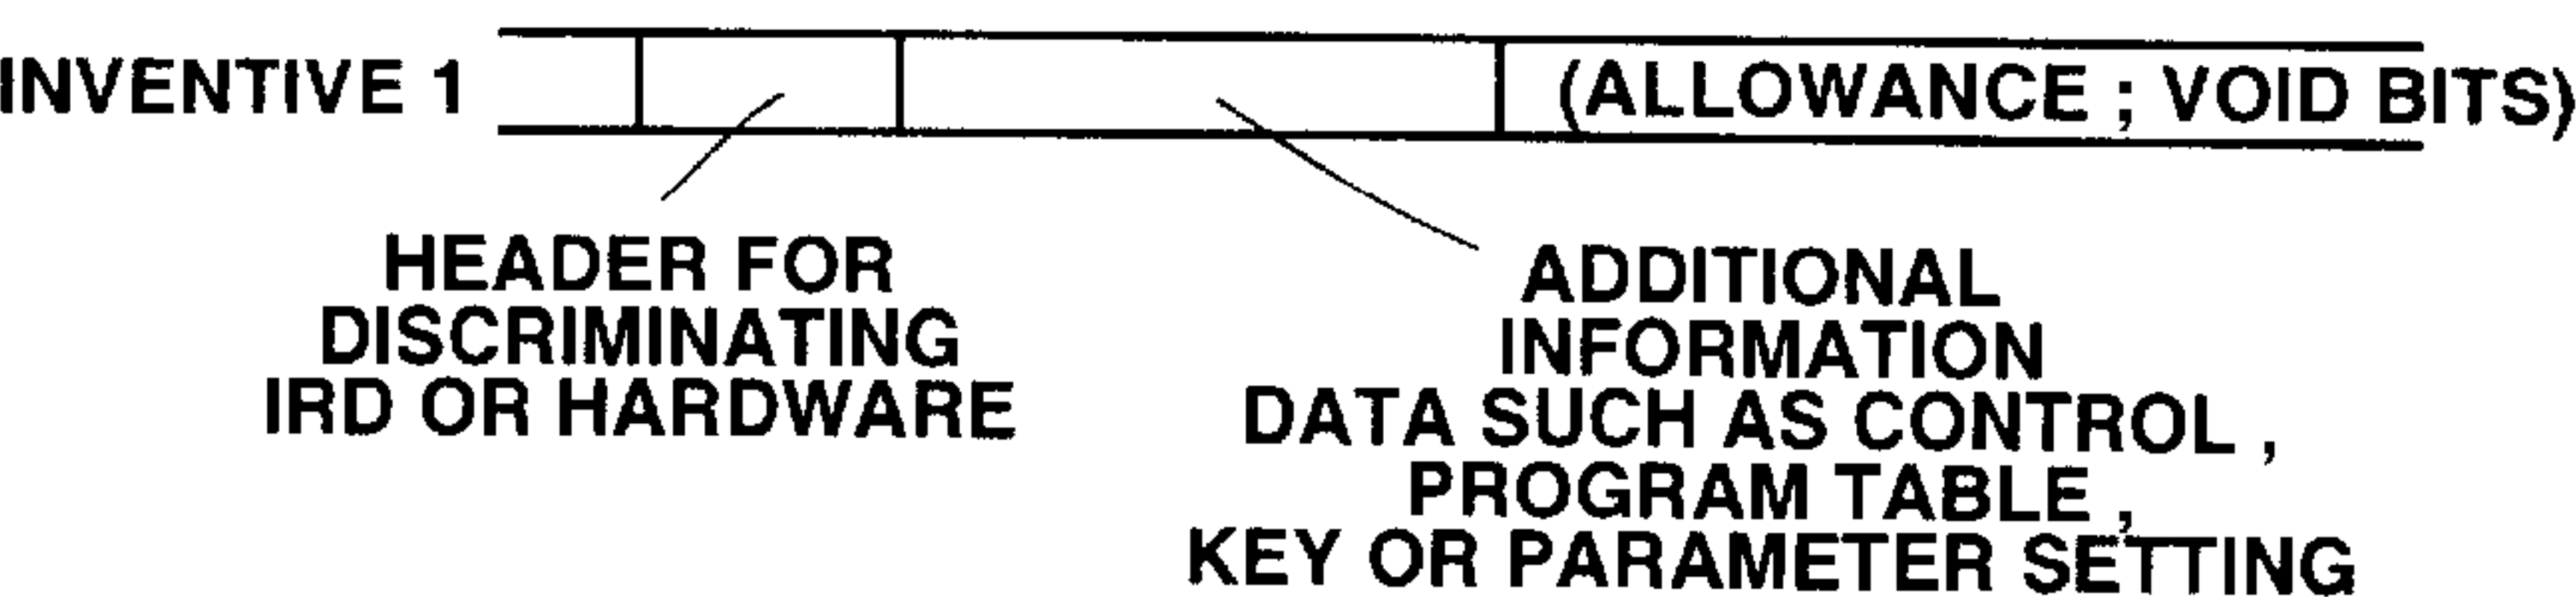 INVENTIVE 1
(ALLOWANCE ; VOID BITS)
HEADER FOR
DISCRIMINATING
IRD OR HARDWARE
ADDITIONAL
INFORMATION
DATA SUCH AS CONTROL ,
PROGRAM TABLE ,
KEY OR PARAMETER SETTING